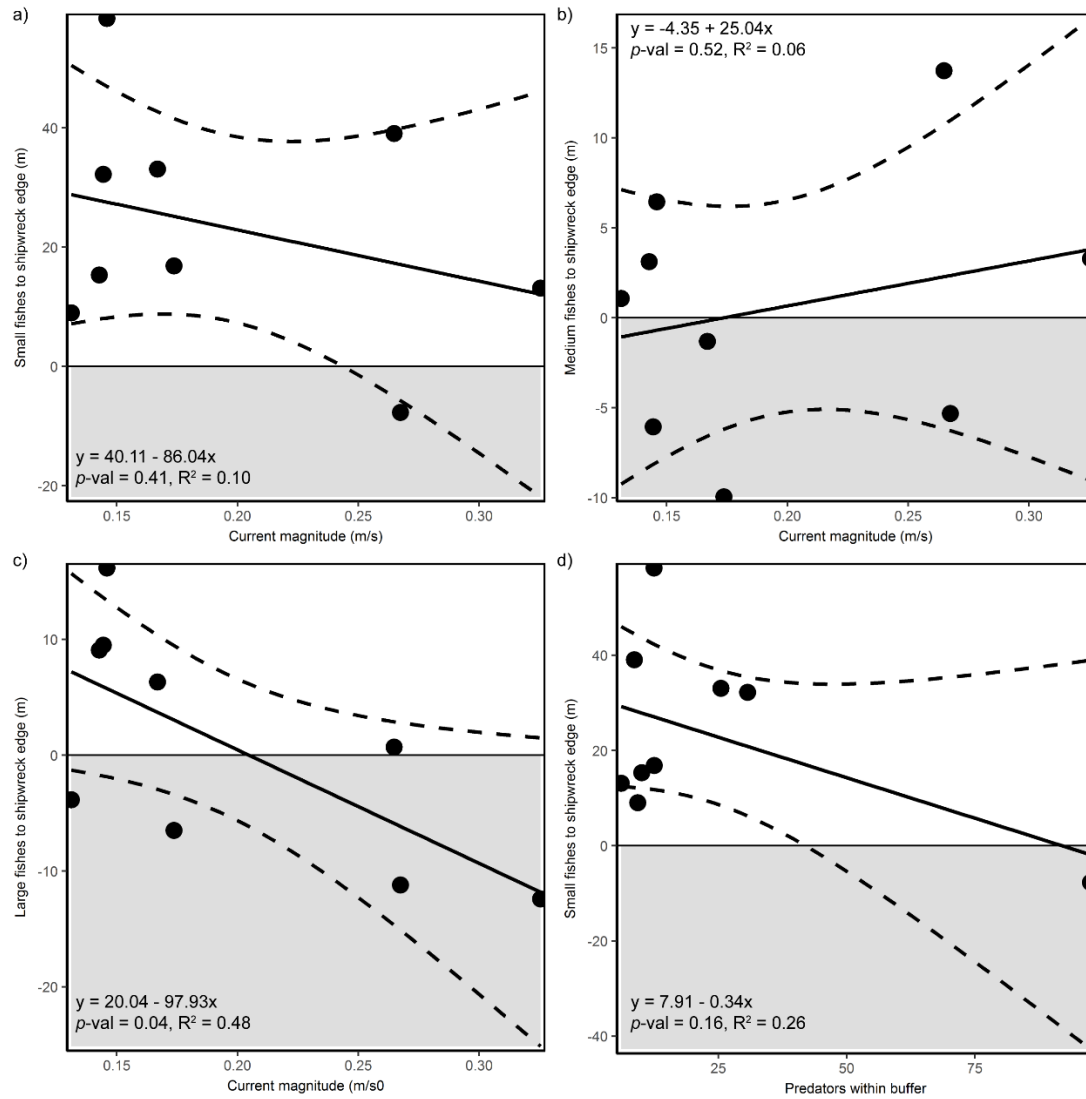 a)
Small fishes to shipwreck edge (m)
40
20
0
-20
y = 40.11 - 86.04x
p-val = 0.41, R² = 0.10
0.15 0.20 0.25 0.30
Current magnitude (m/s)
b)
Medium fishes to shipwreck edge (m)
y = -4.35 + 25.04x
p-val = 0.52, R² = 0.06
15
10
5
0
-5
-10
0.15 0.20 0.25 0.30
Current magnitude (m/s)
c)
Large fishes to shipwreck edge (m)
10
0
-10
-20
y = 20.04 - 97.93x
p-val = 0.04, R² = 0.48
0.15 0.20 0.25 0.30
Current magnitude (m/s0
d)
Small fishes to shipwreck edge (m)
40
20
0
-20
-40
y = 7.91 - 0.34x
p-val = 0.16, R² = 0.26
25 50 75
Predators within buffer